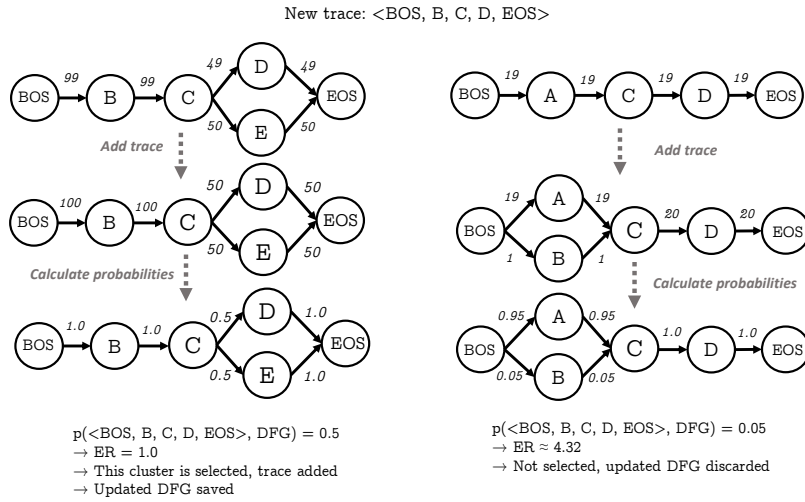 New trace: <BOS, B, C, D, EOS>
99 99 49 49
BOS B C D E EOS
50 50
Add trace
100 100 50 50
BOS B C D E EOS
50 50
Calculate probabilities
1.0 1.0 0.5 1.0
BOS B C D E EOS
0.5 1.0
p(<BOS, B, C, D, EOS>, DFG) = 0.5
→ ER = 1.0
→ This cluster is selected, trace added
→ Updated DFG saved
19 19 19 19
BOS A C D EOS
Add trace
19 19 20 20
BOS A B C D EOS
1 1
Calculate probabilities
0.95 0.95 1.0 1.0
BOS A B C D EOS
0.05 0.05
p(<BOS, B, C, D, EOS>, DFG) = 0.05
→ ER ≈ 4.32
→ Not selected, updated DFG discarded